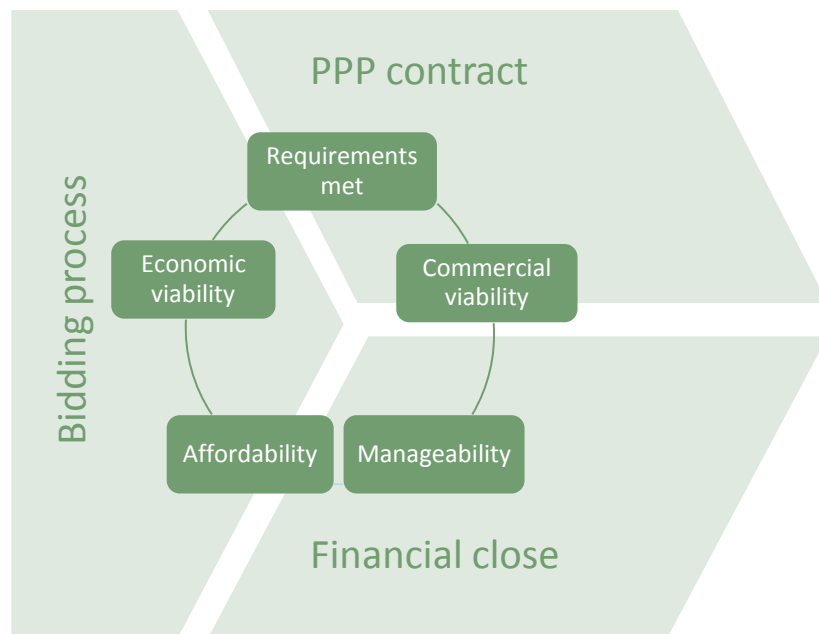 PPP contract
Requirements
met
Bidding process
Economic
viability
Commercial
viability
Affordability
Manageability
Financial close